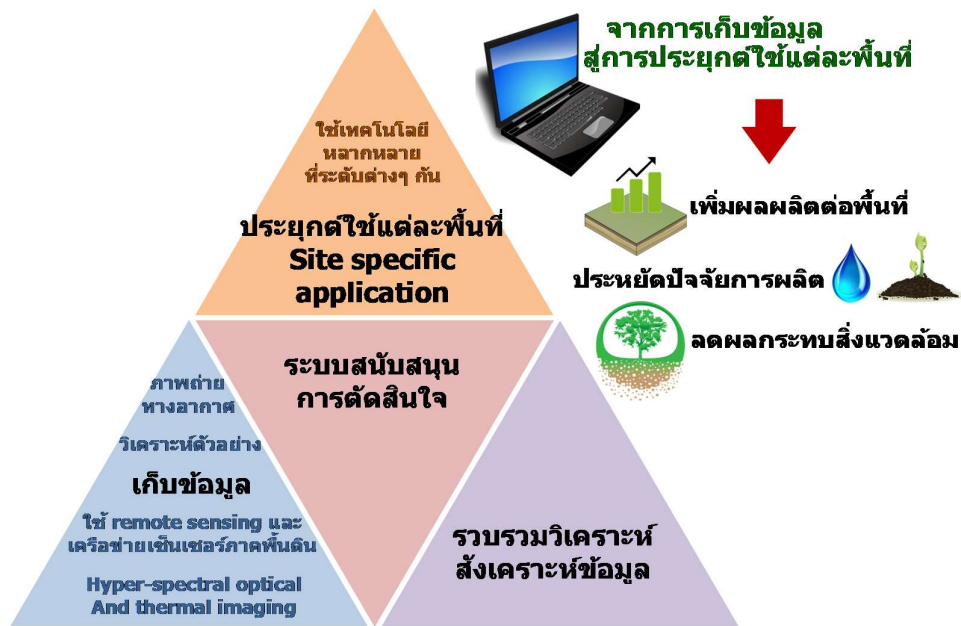 จากการเก็บข้อมูล
สู่การประยุกต์ใช้แต่ละพื้นที่
ใช้เทคโนโลยี
หลากหลาย
ที่ระดับต่างๆ กัน
ประยุกต์ใช้แต่ละพื้นที่
Site specific
application
เพิ่มผลผลิตต่อพื้นที่
ประหยัดปัจจัยการผลิต
ลดผลกระทบสิ่งแวดล้อม
ระบบสนับสนุน
การตัดสินใจ
ภาพถ่าย
ทางอากาศ
วิเคราะห์ตัวอย่าง
เก็บข้อมูล
ใช้ remote sensing และ
เครือข่ายเซ็นเซอร์ภาคพื้นดิน
Hyper-spectral optical
And thermal imaging
รวบรวมวิเคราะห์
สังเคราะห์ข้อมูล